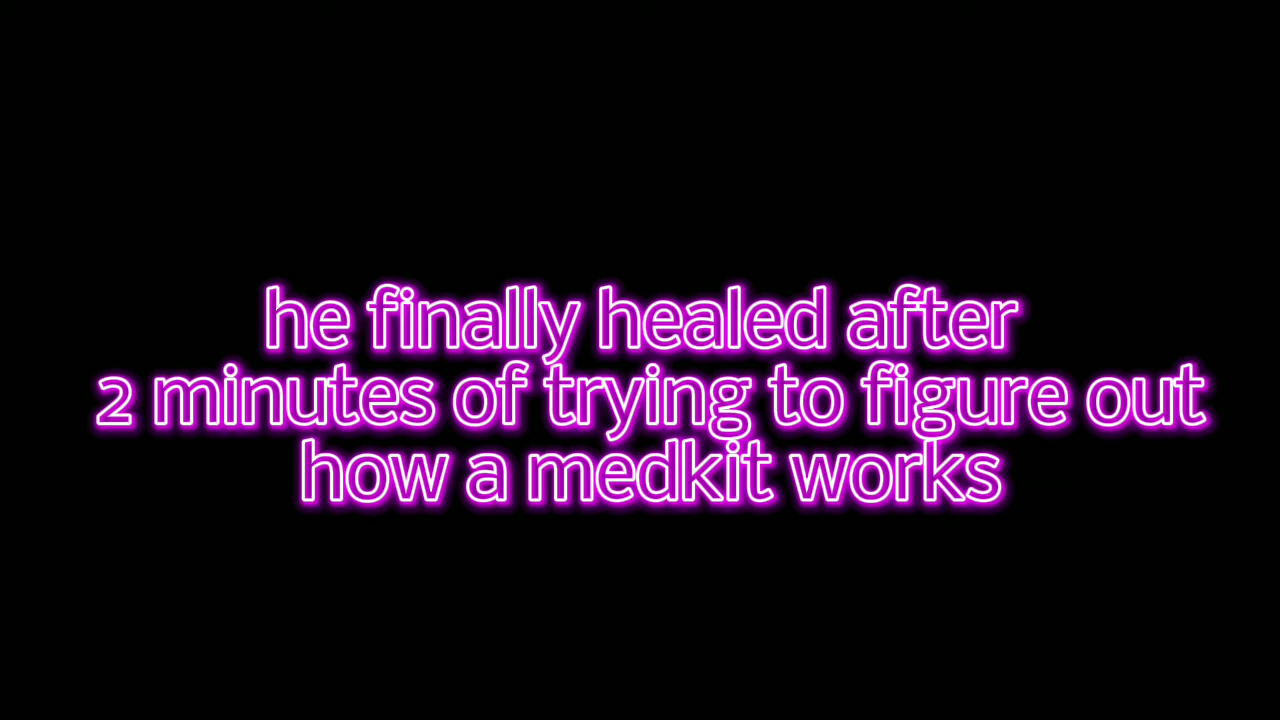 he finally healed after
2 minutes of trying to figure out
how a medkit works